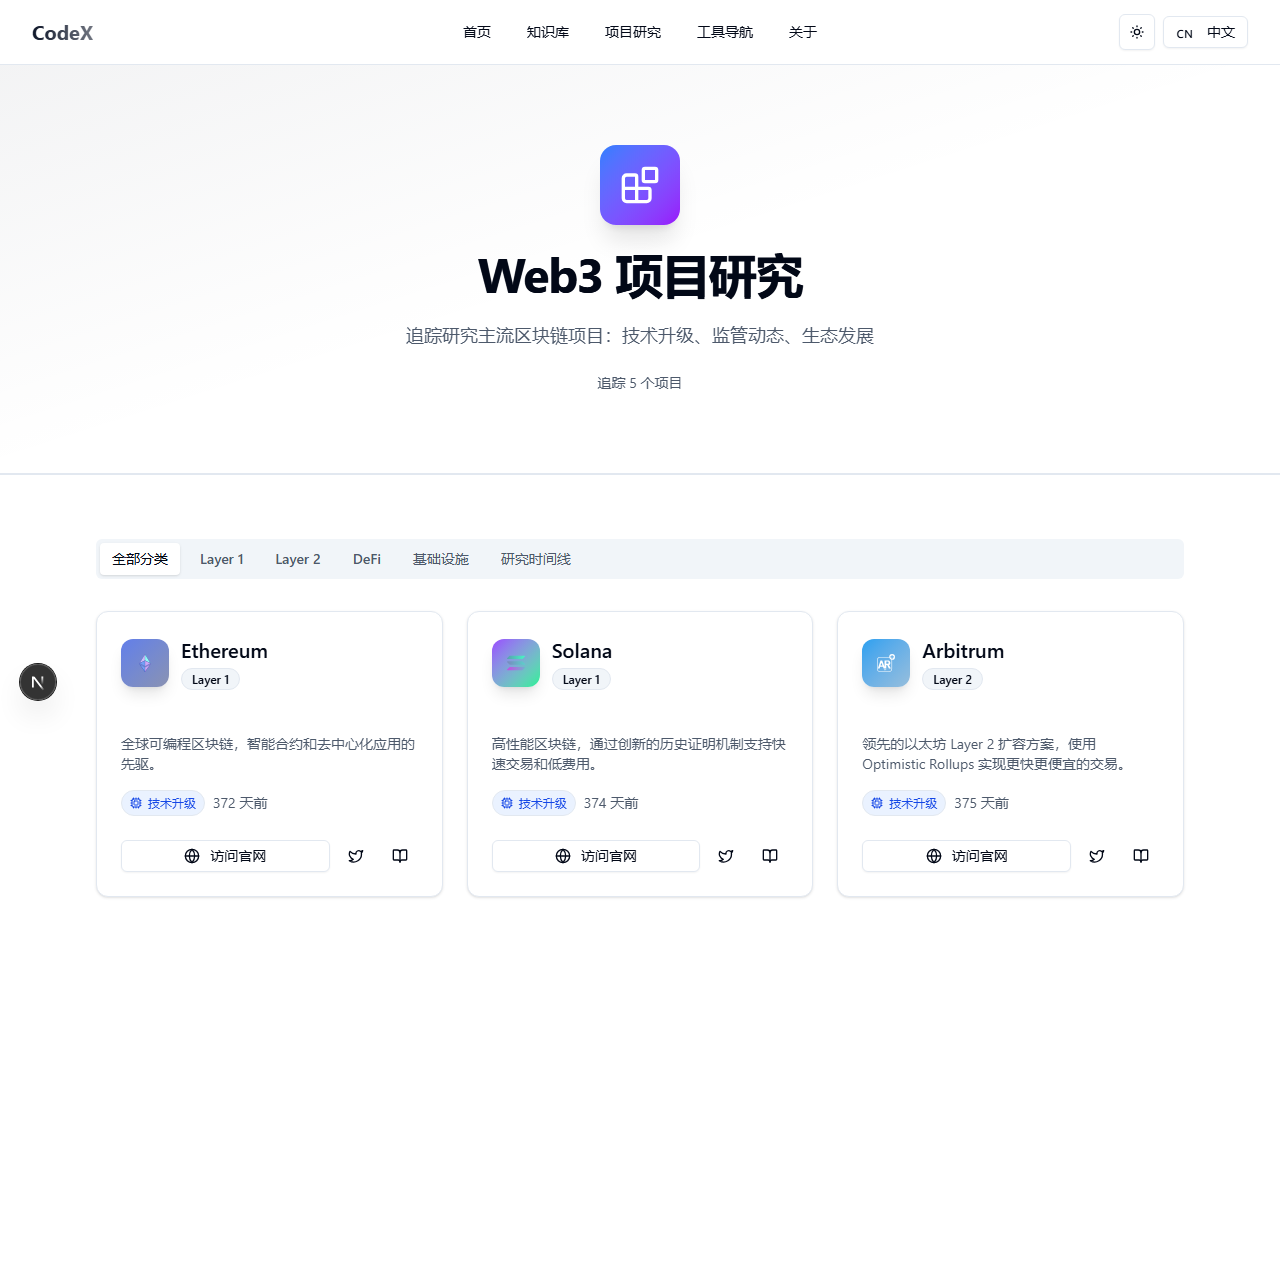 CodeX
首页 知识库 项目研究 工具导航 关于
CN 中文
Web3 项目研究
追踪研究主流区块链项目：技术升级、监管动态、生态发展
追踪 5 个项目
全部分类 Layer 1 Layer 2 DeFi 基础设施 研究时间线
N
Ethereum
Layer 1
全球可编程区块链，智能合约和去中心化应用的
先驱。
技术升级 372 天前
访问官网
Solana
Layer 1
高性能区块链，通过创新的历史证明机制支持快
速交易和低费用。
技术升级 374 天前
访问官网
AR
Arbitrum
Layer 2
领先的以太坊 Layer 2 扩容方案，使用
Optimistic Rollups 实现更快更便宜的交易。
技术升级 375 天前
访问官网